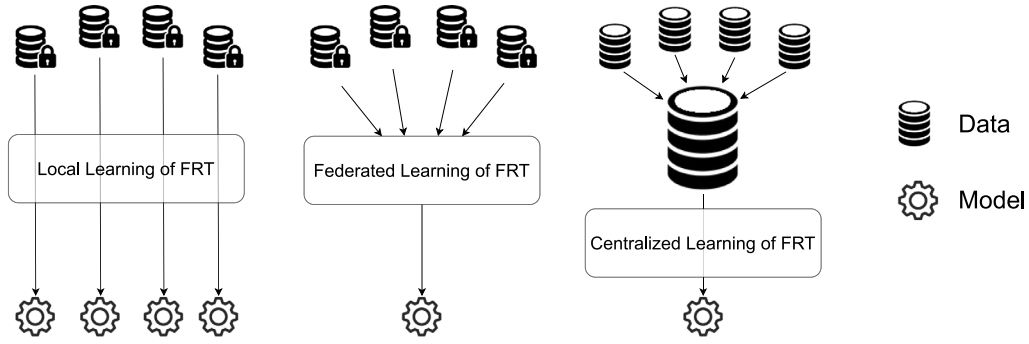 Local Learning of FRT
Federated Learning of FRT
Centralized Learning of FRT
Data
Model